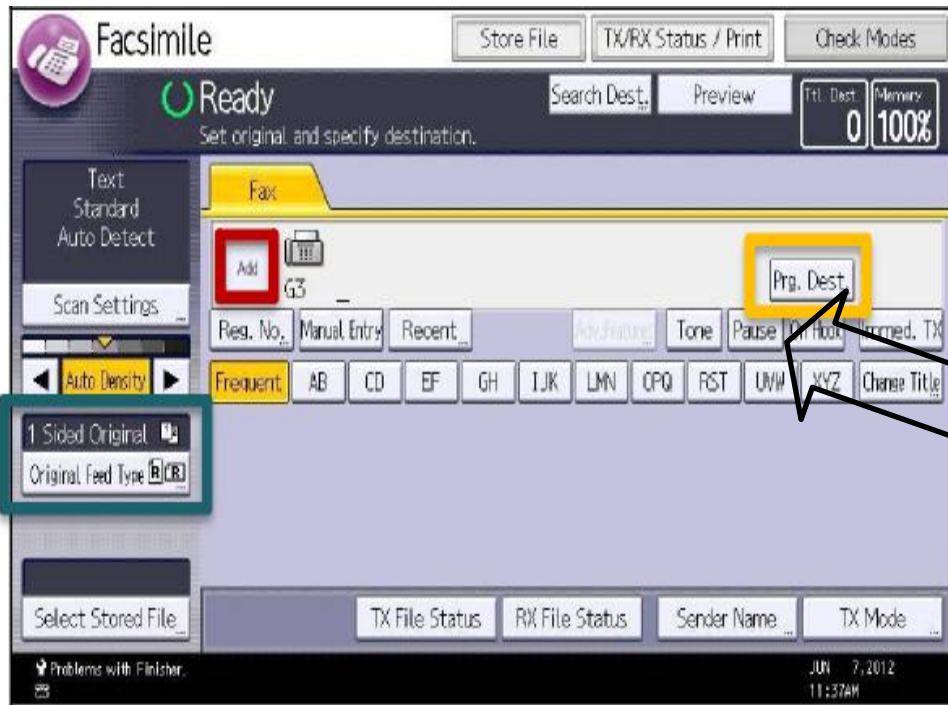 Facsimile
Store File
TX/RX Status / Print
Check Modes
Ready
Search Dest.
Preview
Ttl. Dest.
Memory
0
100%
Set original and specify destination.
Text
Standard
Auto Detect
Fax
Add
G3 _
Prg. Dest.
Scan Settings
Reg. No.
Manual Entry
Recent
Adv. Features
Tone
Pause
On Hook
Immed. TX
Auto Density
Frequent
AB
CD
EF
GH
IJK
LMN
OPQ
RST
UVW
XYZ
Change Title
1 Sided Original
Original Feed Type
Select Stored File
TX File Status
RX File Status
Sender Name
TX Mode
Problems with Finisher.
JUN 7,2012
11:37AM